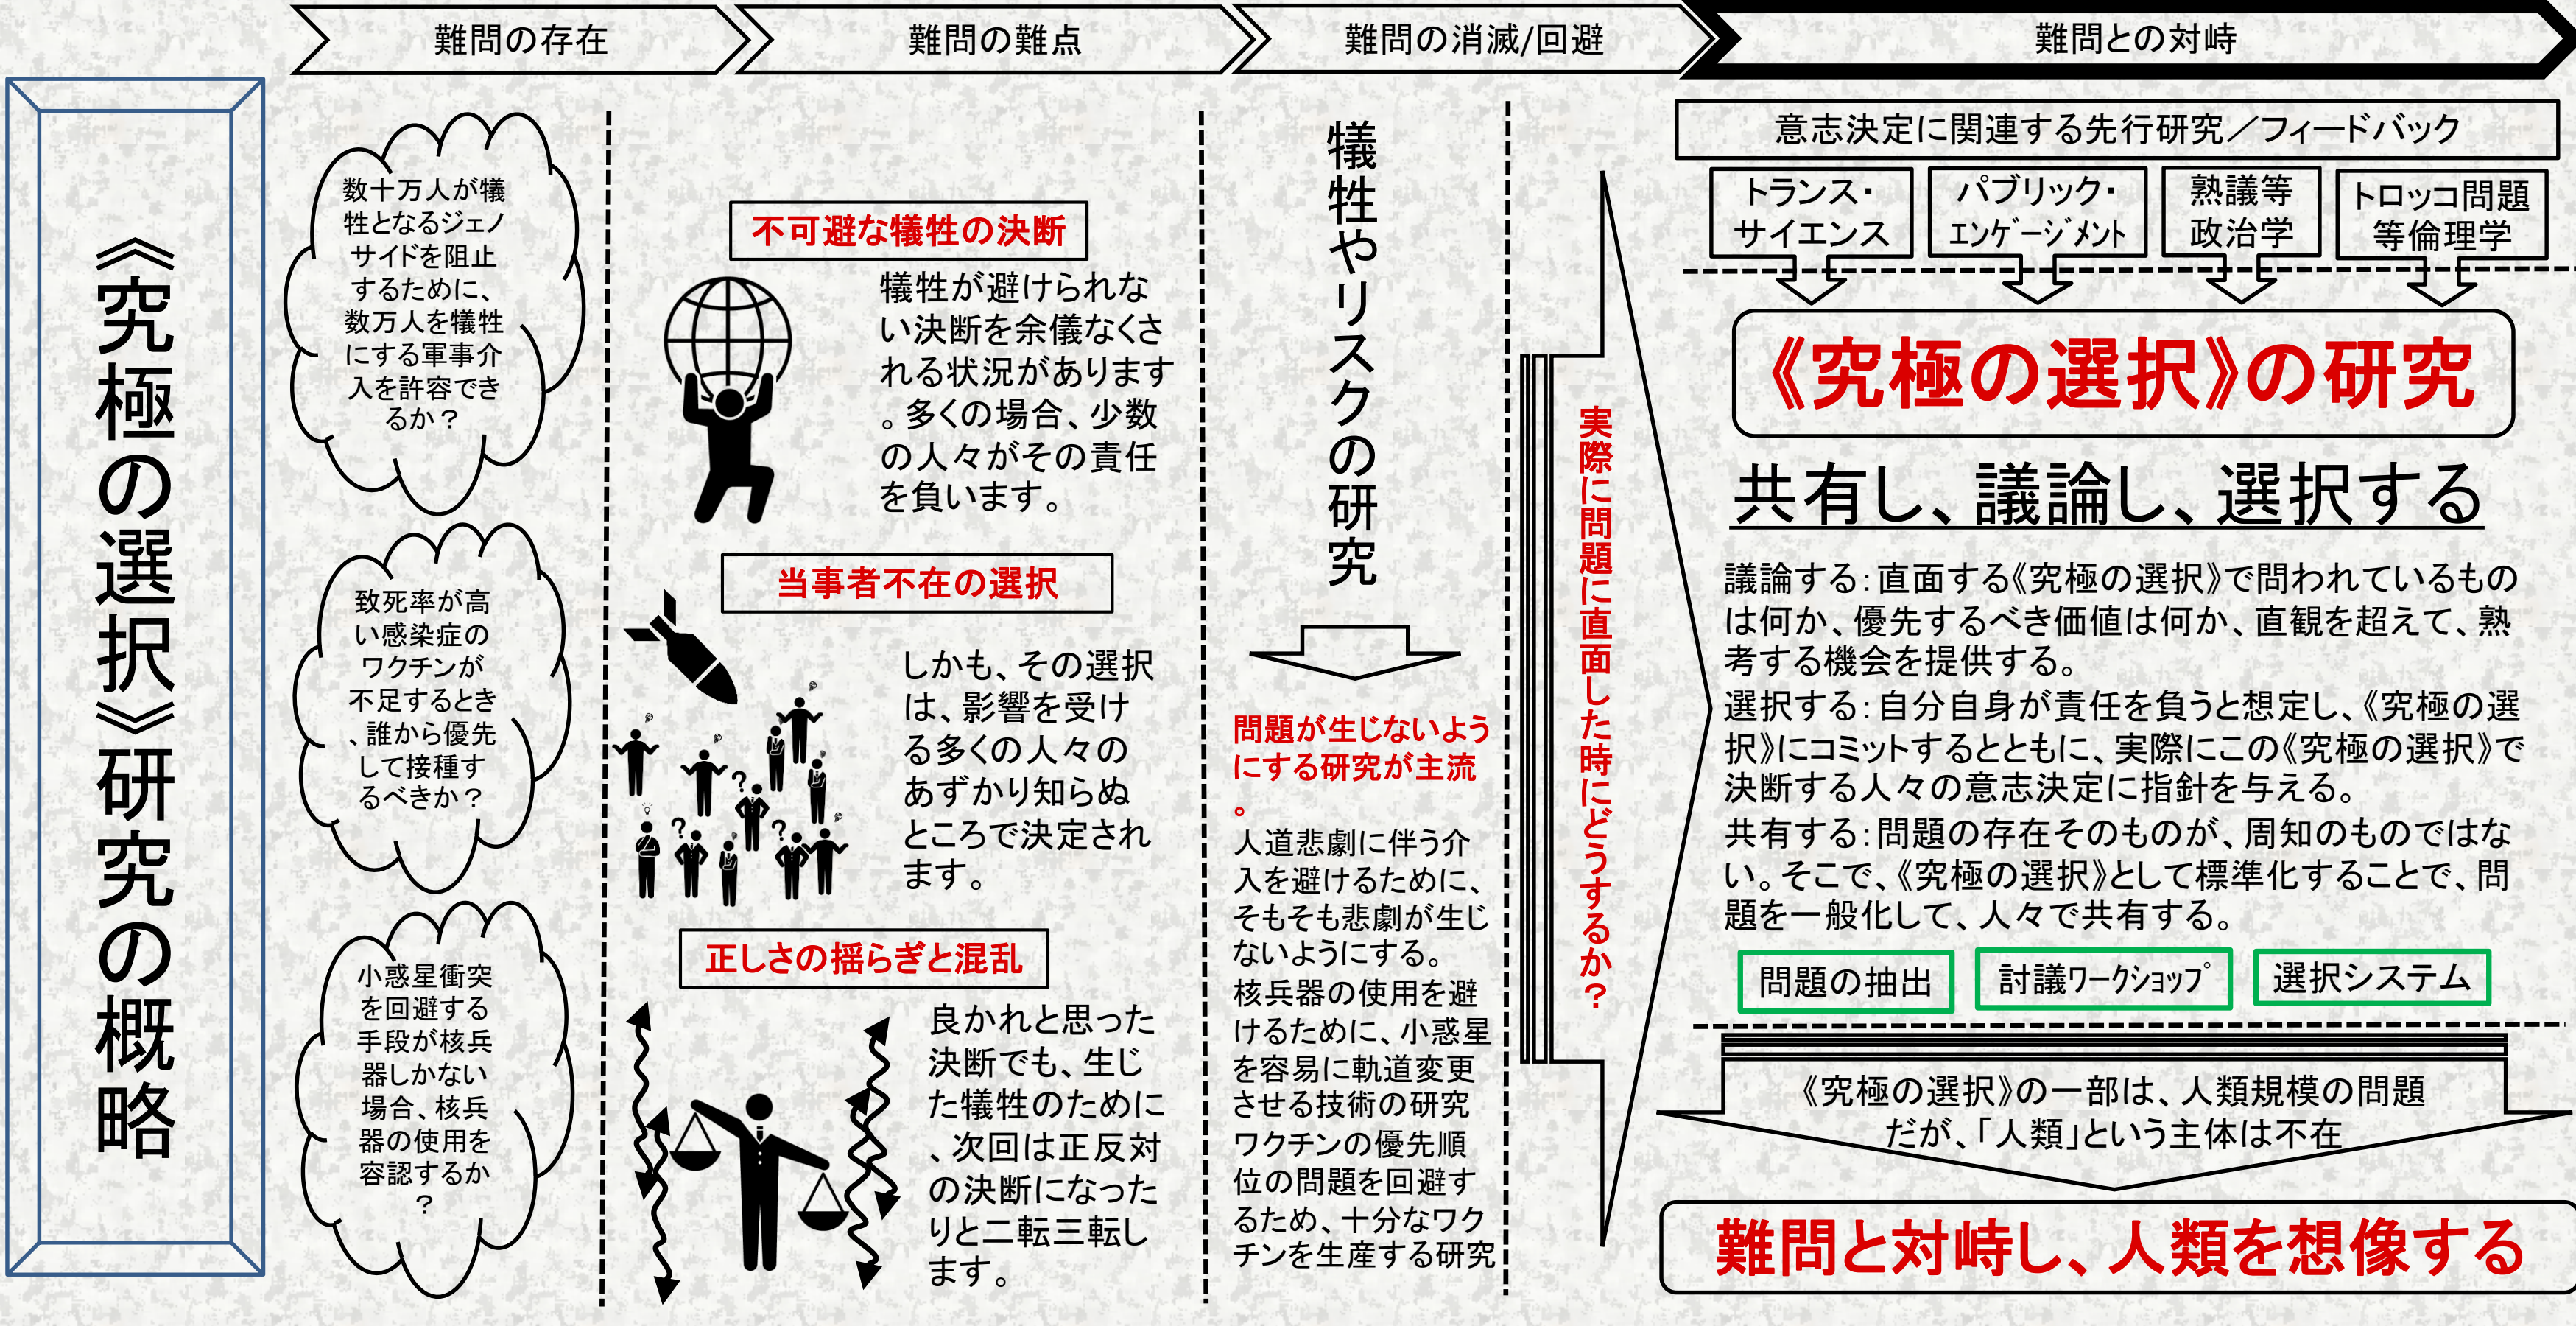 難問の存在
難問の難点
難問の消滅/回避
難問との対峙
《究極の選択》研究の概略
数十万人が犠
牲となるジェノ
サイドを阻止
するために、
数万人を犠牲
にする軍事介
入を許容でき
るか？
致死率が高
い感染症の
ワクチンが
不足するとき
、誰から優先
して接種す
るべきか？
小惑星衝突
を回避する
手段が核兵
器しかない
場合、核兵
器の使用を
容認するか
？
不可避な犠牲の決断
犠牲が避けられな
い決断を余儀なくさ
れる状況があります
。多くの場合、少数
の人々がその責任
を負います。
当事者不在の選択
しかも、その選択
は、影響を受け
る多くの人々の
あずかり知らぬ
ところで決定され
ます。
?
?
?
正しさの揺らぎと混乱
良かれと思った
決断でも、生じ
た犠牲のために
、次回は正反対
の決断になった
りと二転三転し
ます。
犠牲やリスクの研究
問題が生じないよう
にする研究が主流
。
人道悲劇に伴う介
入を避けるために、
そもそも悲劇が生じ
ないようにする。
核兵器の使用を避
けるために、小惑星
を容易に軌道変更
させる技術の研究
ワクチンの優先順
位の問題を回避す
るため、十分なワク
チンを生産する研究
実際に問題に直面した時にどうするか？
意志決定に関連する先行研究／フィードバック
トランス・
サイエンス
パブリック・
エンゲージメント
熟議等
政治学
トロッコ問題
等倫理学
《究極の選択》の研究
共有し、議論し、選択する
議論する：直面する《究極の選択》で問われているもの
は何か、優先するべき価値は何か、直観を超えて、熟
考する機会を提供する。
選択する：自分自身が責任を負うと想定し、《究極の選
択》にコミットするとともに、実際にこの《究極の選択》で
決断する人々の意志決定に指針を与える。
共有する：問題の存在そのものが、周知のものではな
い。そこで、《究極の選択》として標準化することで、問
題を一般化して、人々で共有する。
問題の抽出
討議ワークショップ
選択システム
《究極の選択》の一部は、人類規模の問題
だが、「人類」という主体は不在
難問と対峙し、人類を想像する